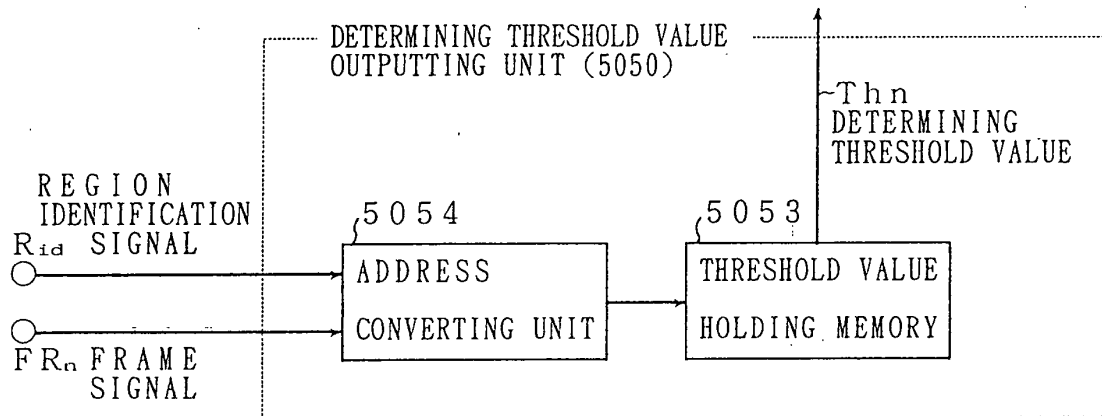 DETERMINING THRESHOLD VALUE
OUTPUTTING UNIT (5050)
Thn
DETERMINING
THRESHOLD VALUE
REGION
IDENTIFICATION
Rid SIGNAL
5054
ADDRESS
CONVERTING UNIT
5053
THRESHOLD VALUE
HOLDING MEMORY
FRn FRAME
SIGNAL